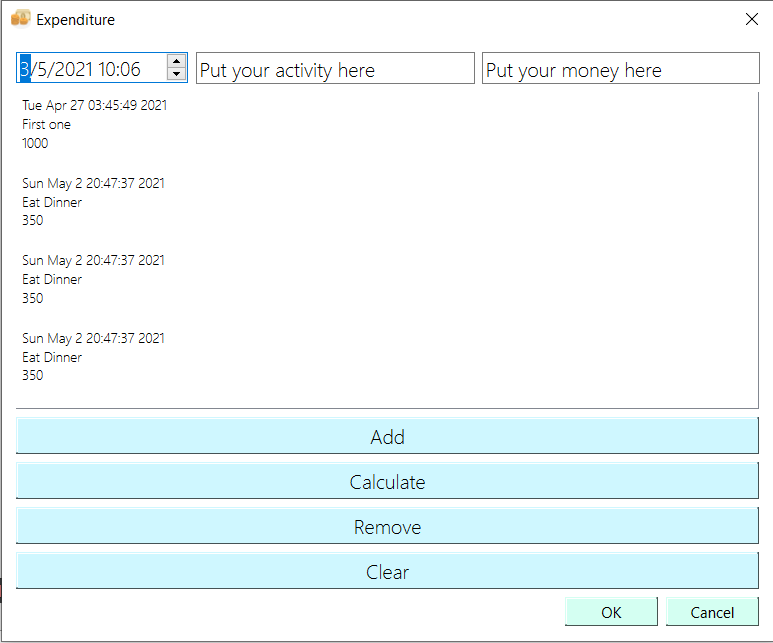 Expenditure
3/5/2021 10:06
Put your activity here
Put your money here
Tue Apr 27 03:45:49 2021
First one
1000
Sun May 2 20:47:37 2021
Eat Dinner
350
Sun May 2 20:47:37 2021
Eat Dinner
350
Sun May 2 20:47:37 2021
Eat Dinner
350
Add
Calculate
Remove
Clear
OK
Cancel